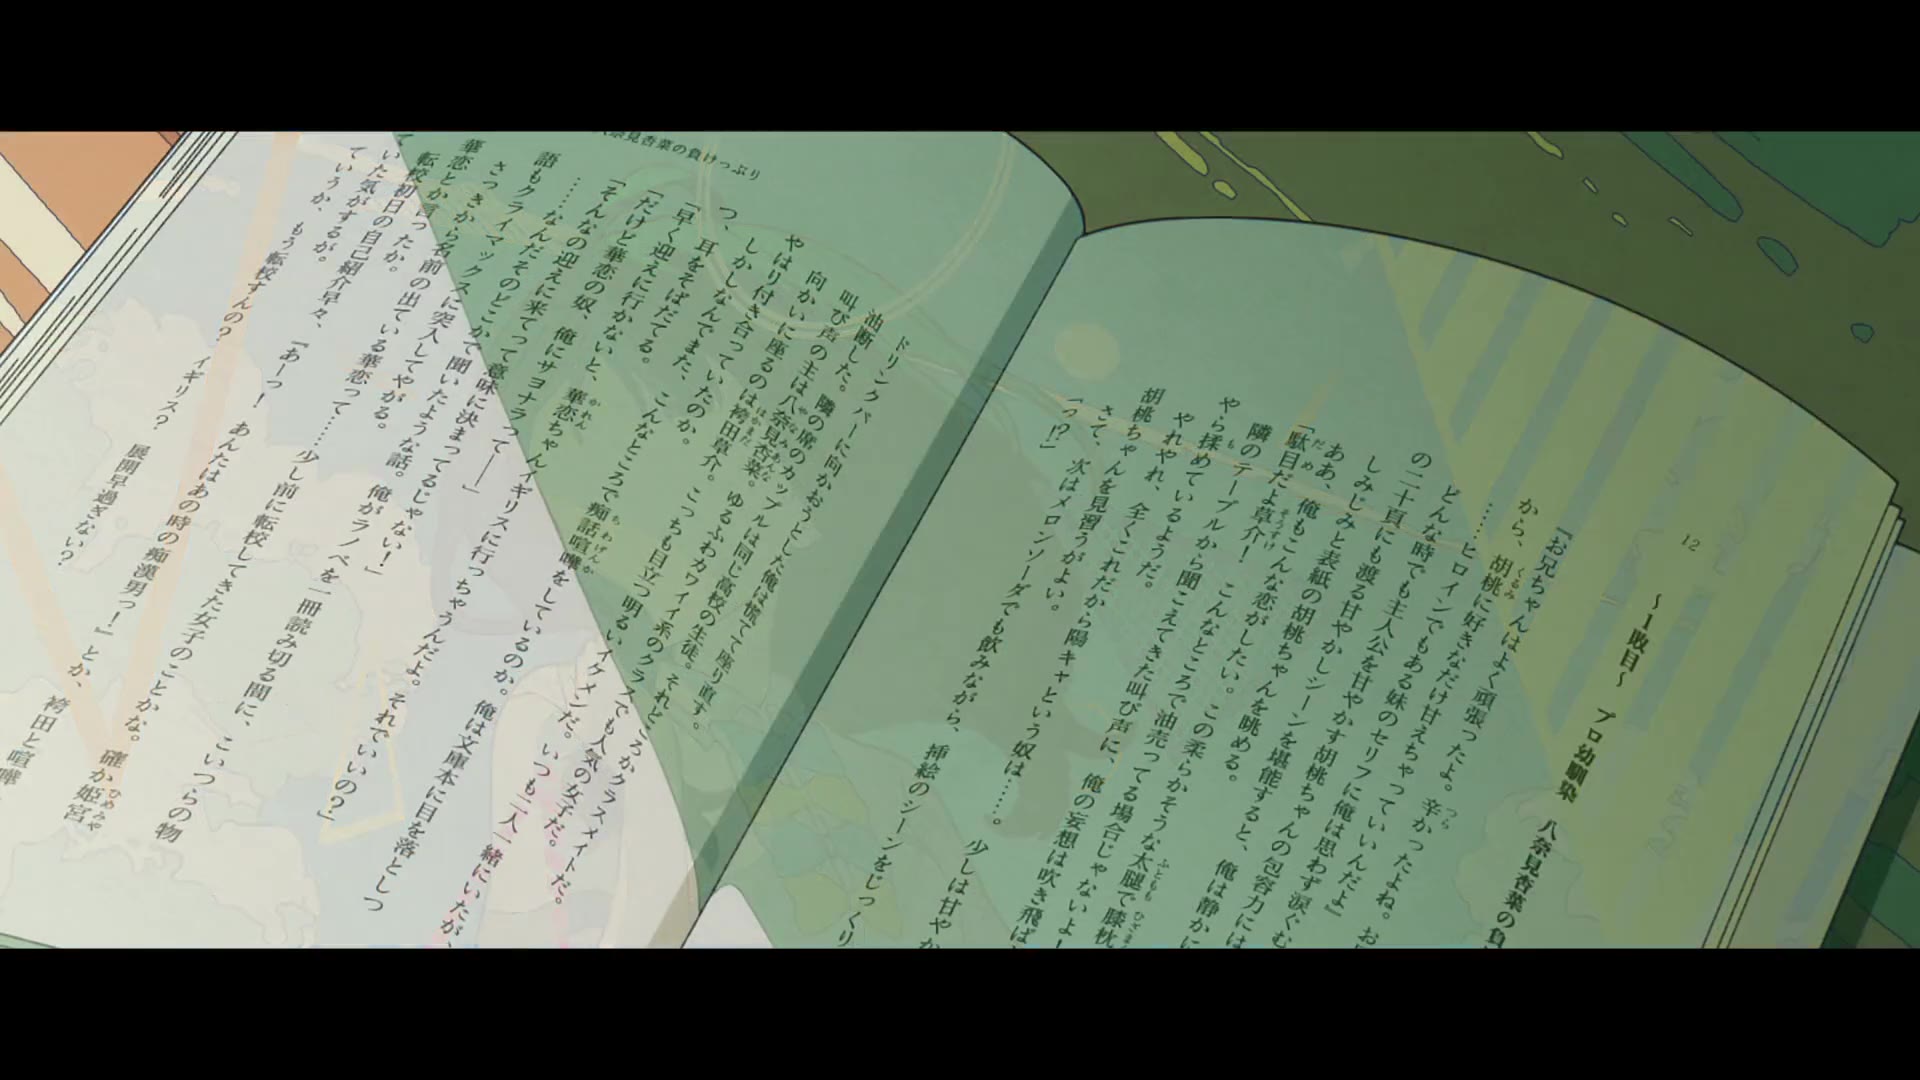 12
～1敗目～ プロ幼馴染 八奈見杏菜の負
『お兄ちゃんはよく頑張ったよ。辛かったよね。お
から、胡桃に好きなだけ甘えちゃっていいんだよ』
……ヒロインでもある妹のセリフに俺は思わず涙ぐむ
どんな時でも主人公を甘やかす胡桃ちゃんの包容力には
の二十頁にも渡る甘やかしシーンを堪能すると、俺は静かに
しみじみと表紙の胡桃ちゃんを眺める。
ああ、俺もこんな恋がしたい。この柔らかそうな太腿で膝枕
「駄目だよ草介！ こんなところで油売ってる場合じゃないよ！
隣のテーブルから聞こえてきた叫び声に、俺の妄想は吹き飛ば
やら揉めているようだ。
やれやれ、全くこれだから陽キャという奴は……。少しは甘やか
胡桃ちゃんを見習うがよい。
さて、次はメロンソーダでも飲みながら、挿絵のシーンをじっくり
「っ!?」
ドリンクバーに向かおうとした俺は慌てて座り直す。
油断した。隣の席のカップルは同じ高校の生徒。それど
叫び声の主は八奈見杏菜。ゆるふわカワイイ系のクラスでも人気の女子だ。
向かいに座るのは袴田草介。こっちも目立つ明るいイケメンだ。いつも二人一緒にいたが、
やはり付き合っていたのか。
しかしなんでまた、こんなところで痴話喧嘩をしているのか。俺は文庫本に目を落としつ
つ、耳をそばだてる。
「早く迎えに行かないと、華恋ちゃんイギリスに行っちゃうんだよ。それでいいの？」
「だけど華恋の奴、俺にサヨナラって――」
「そんなの迎えに来てって意味に決まってるじゃない！」
……なんだそのどこかで聞いたような話。俺がラノベを一冊読み切る間に、こいつらの物
語もクライマックスに突入してやがる。
さっきから名前の出ている華恋って……少し前に転校してきた女子のことかな。確か姫宮
華恋とか言ったか。
転校初日の自己紹介早々、『あーっ！ あんたはあの時の痴漢男っ！』とか、袴田と喧嘩
いた気がするが。
ていうか、もう転校すんの？ イギリス？ 展開早過ぎない？
八奈見杏菜の負けっぷり